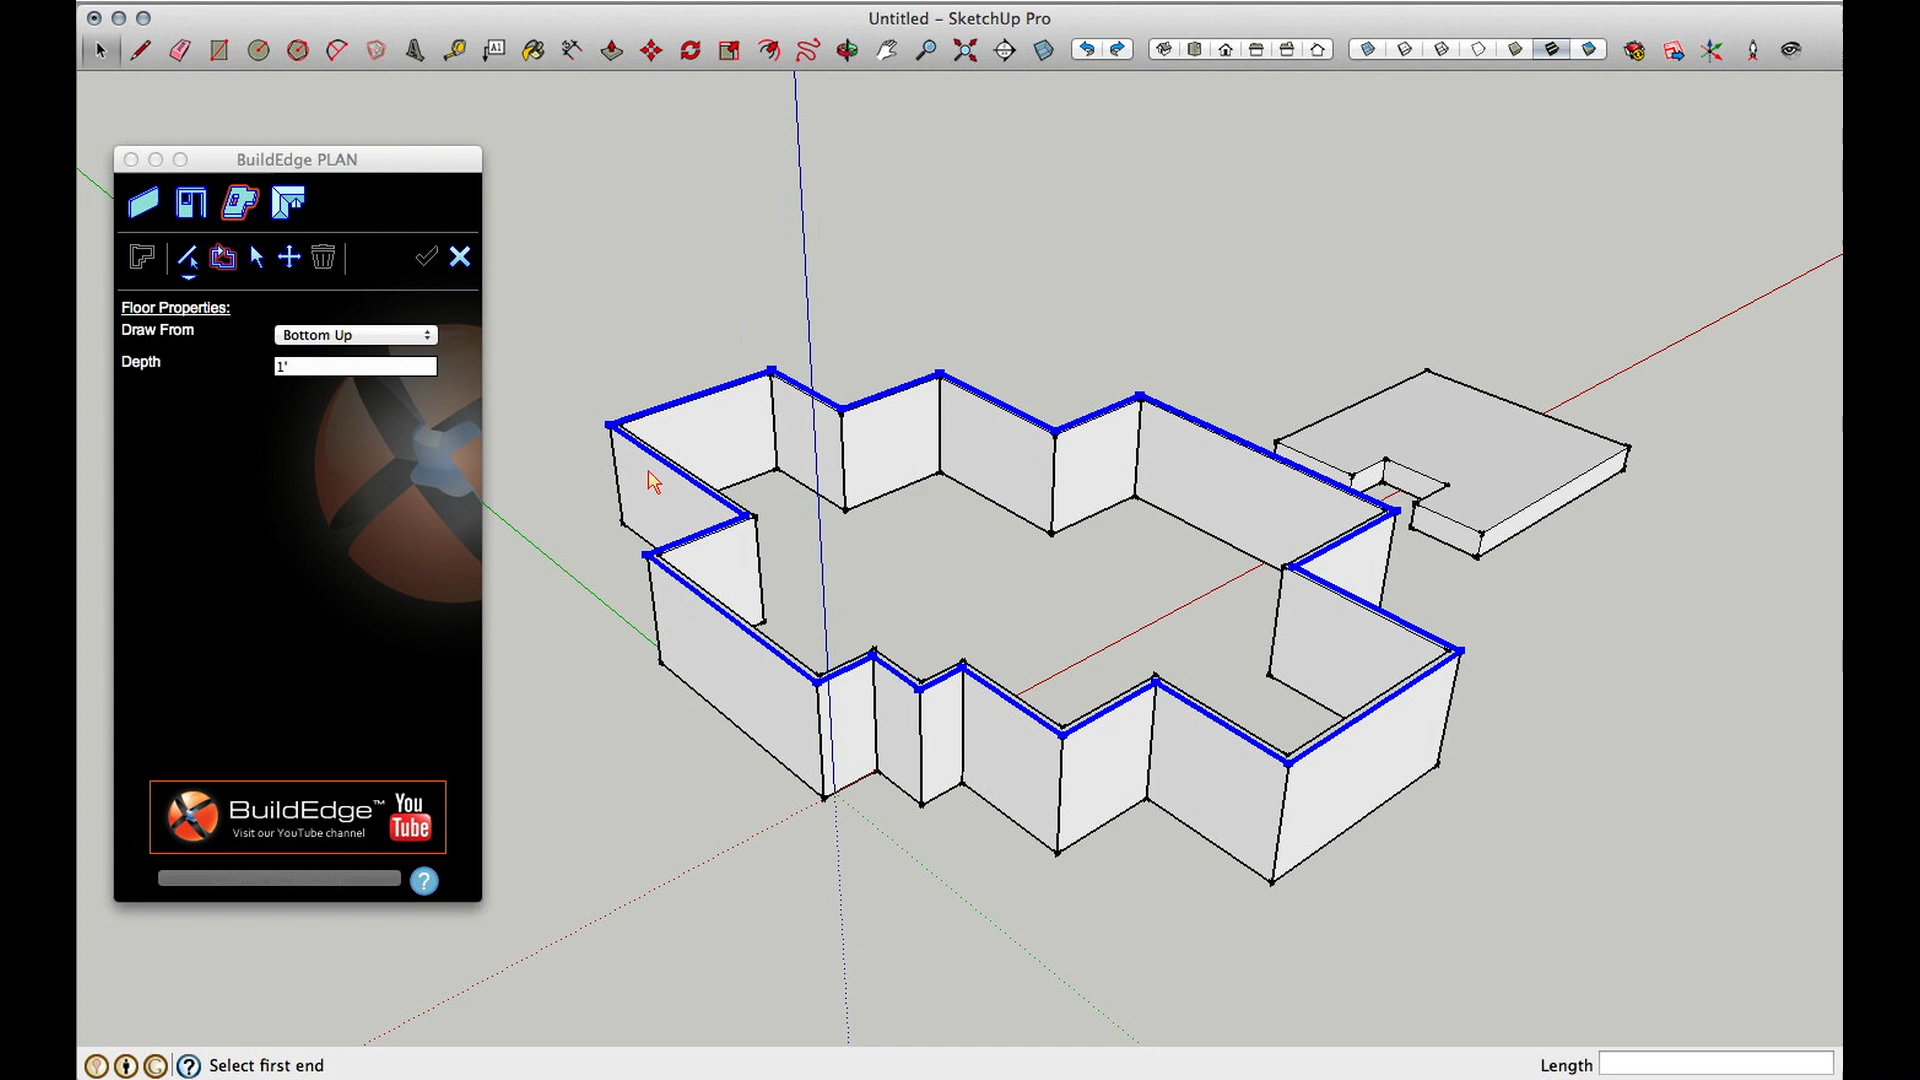 Untitled – SketchUp Pro
A1
BuildEdge PLAN
Floor Properties:
Draw From
Bottom Up
Depth
1'
BuildEdge™
Visit our YouTube channel
You
Tube
?
? Select first end
Length